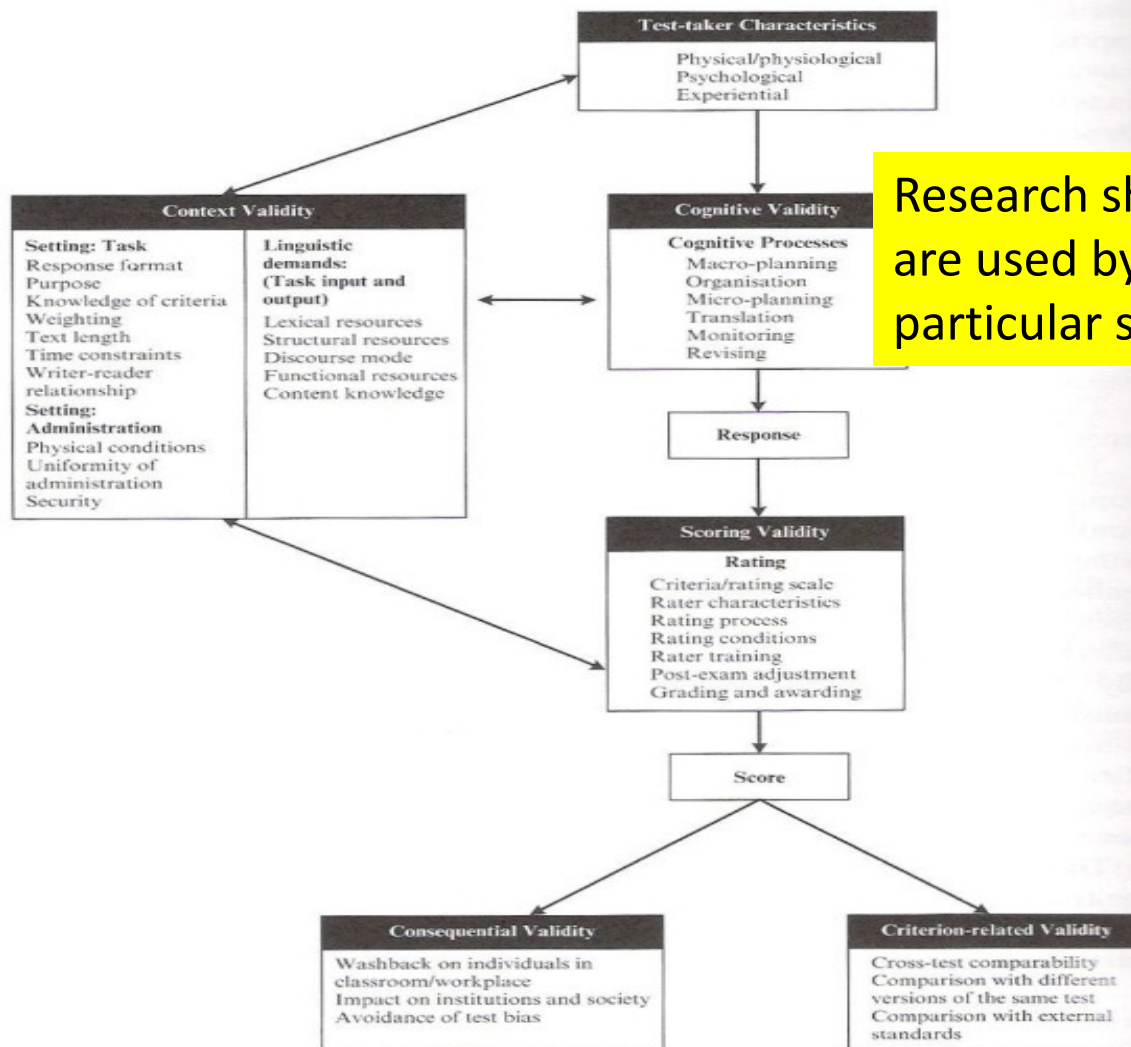 Test-taker Characteristics
Physical/physiological
Psychological
Experiential
Context Validity
Setting: Task
Response format
Purpose
Knowledge of criteria
Weighting
Text length
Time constraints
Writer-reader
relationship
Setting:
Administration
Physical conditions
Uniformity of
administration
Security
Linguistic
demands:
(Task input and
output)
Lexical resources
Structural resources
Discourse mode
Functional resources
Content knowledge
Cognitive Validity
Cognitive Processes
Macro-planning
Organisation
Micro-planning
Translation
Monitoring
Revising
Research sh
are used by
particular s
Response
Scoring Validity
Rating
Criteria/rating scale
Rater characteristics
Rating process
Rating conditions
Rater training
Post-exam adjustment
Grading and awarding
Score
Consequential Validity
Washback on individuals in
classroom/workplace
Impact on institutions and society
Avoidance of test bias
Criterion-related Validity
Cross-test comparability
Comparison with different
versions of the same test
Comparison with external
standards